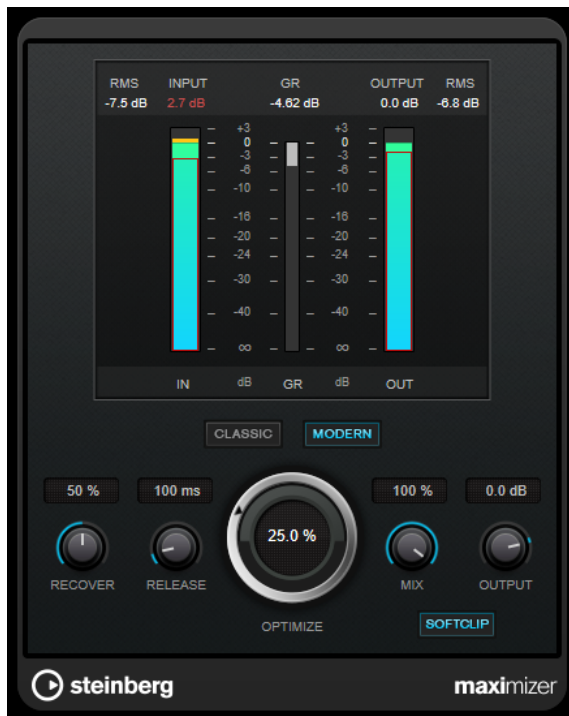 RMS INPUT GR OUTPUT RMS
-7.5 dB 2.7 dB -4.62 dB 0.0 dB -6.8 dB
+3 +3
0 0
-3 -3
-6 -6
-10 -10
-16 -16
-20 -20
-24 -24
-30 -30
-40 -40
∞ ∞
IN dB GR dB OUT
CLASSIC MODERN
50 % 100 ms 100 % 0.0 dB
25.0 %
RECOVER RELEASE MIX OUTPUT
OPTIMIZE SOFTCLIP
steinberg maximizer